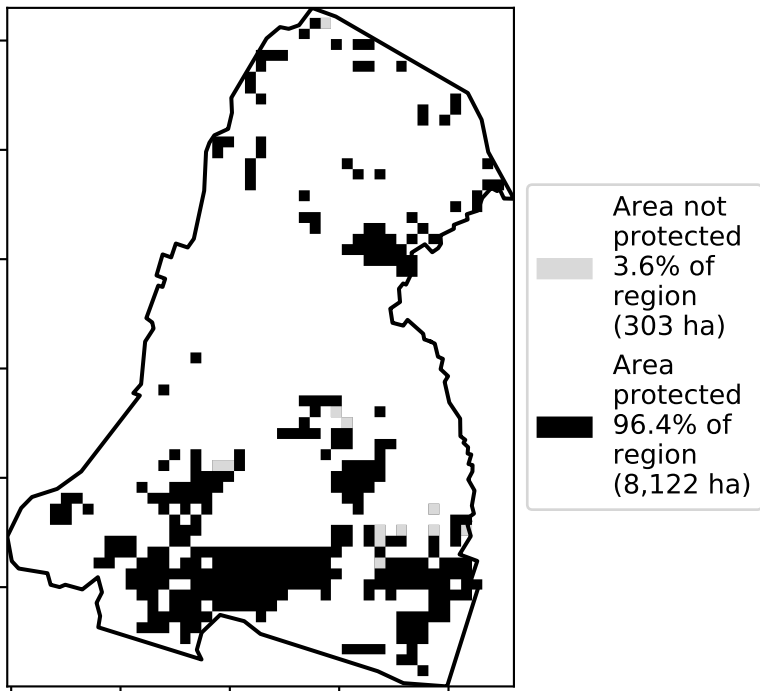 Area not
protected
3.6% of
region
(303 ha)
Area
protected
96.4% of
region
(8,122 ha)